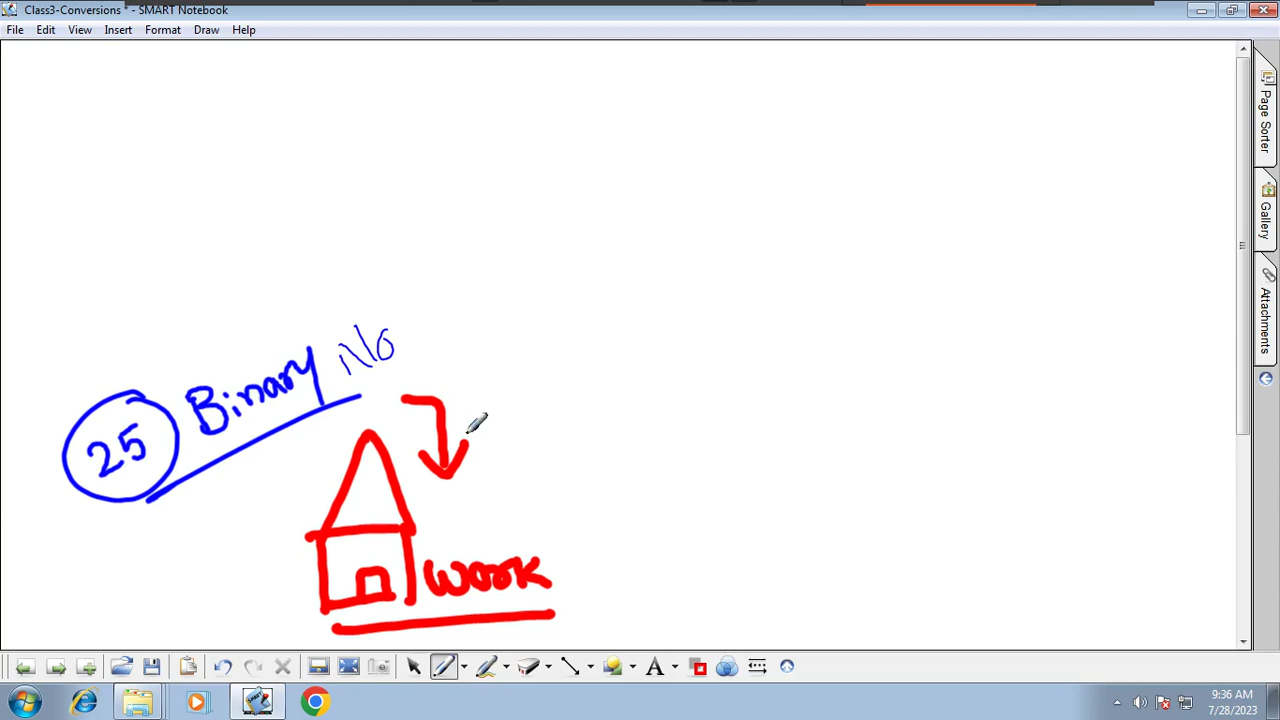 Class3-Conversions * - SMART Notebook
File Edit View Insert Format Draw Help
Page Sorter
Gallery
Attachments
25 Binary No
work
A
9:36 AM
7/28/2023